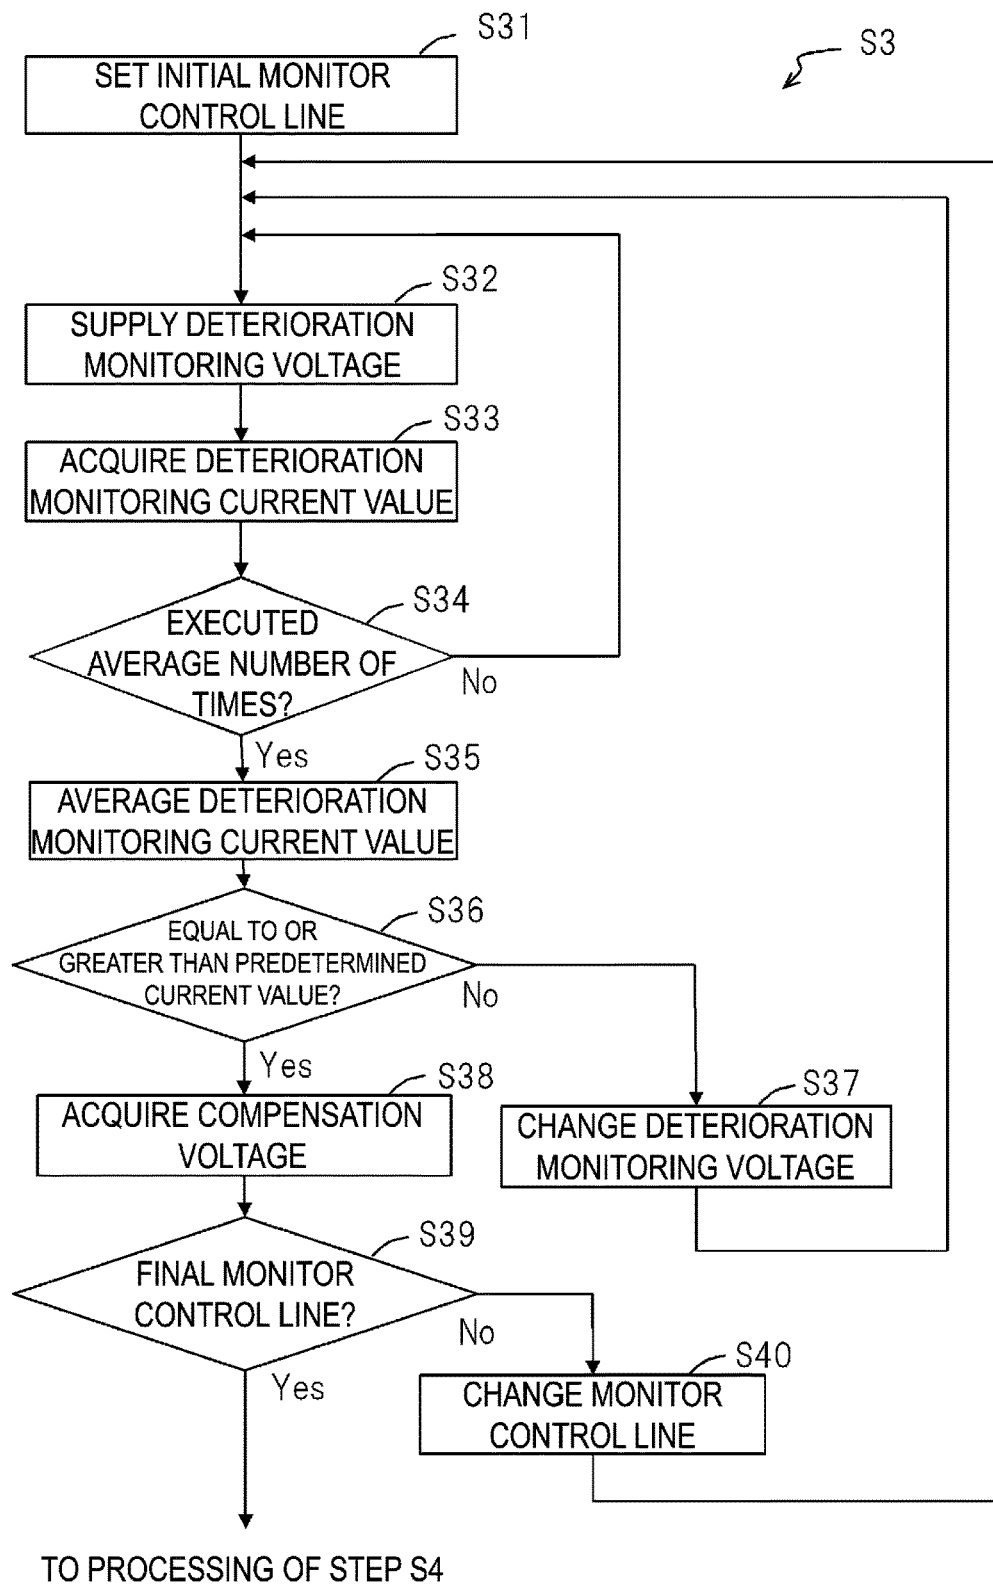 S31
S3
SET INITIAL MONITOR
CONTROL LINE
S32
SUPPLY DETERIORATION
MONITORING VOLTAGE
S33
ACQUIRE DETERIORATION
MONITORING CURRENT VALUE
S34
EXECUTED
AVERAGE NUMBER OF
TIMES?
No
Yes
S35
AVERAGE DETERIORATION
MONITORING CURRENT VALUE
S36
EQUAL TO OR
GREATER THAN PREDETERMINED
CURRENT VALUE?
No
Yes
S38
ACQUIRE COMPENSATION
VOLTAGE
S37
CHANGE DETERIORATION
MONITORING VOLTAGE
S39
FINAL MONITOR
CONTROL LINE?
No
Yes
S40
CHANGE MONITOR
CONTROL LINE
TO PROCESSING OF STEP S4